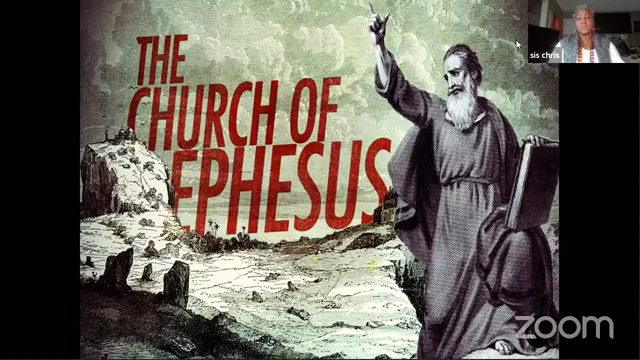 THE
CHURCH OF
EPHESUS
sis chris
zoom